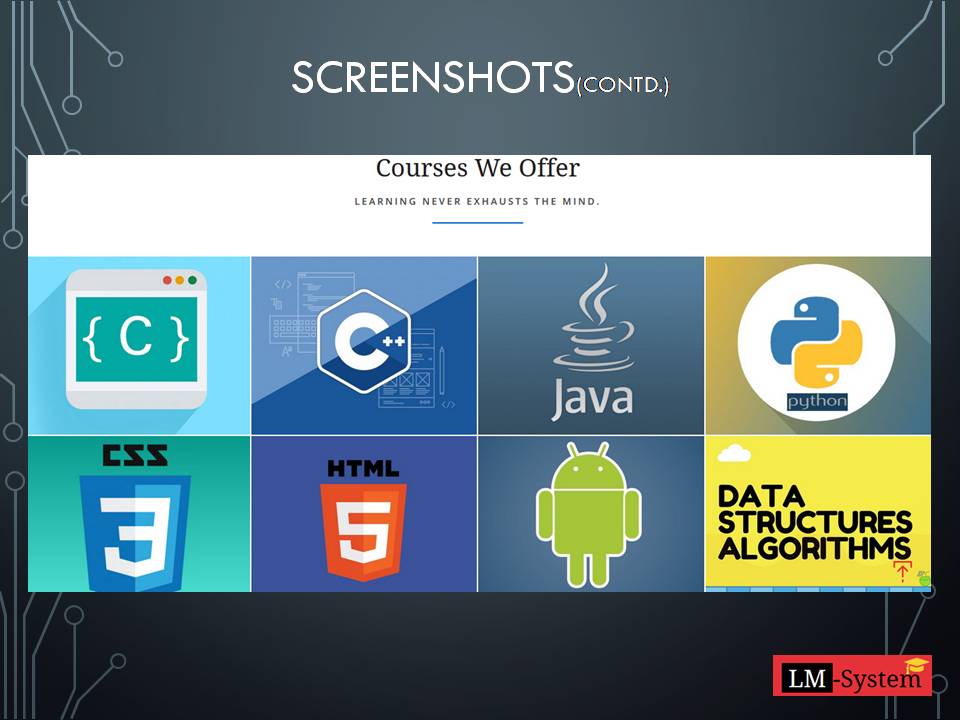 SCREENSHOTS(CONTD.)
Courses We Offer
LEARNING NEVER EXHAUSTS THE MIND.
{ C }
C++
Java
python
CSS
3
HTML
5
DATA
STRUCTURES
ALGORITHMS
LM-System